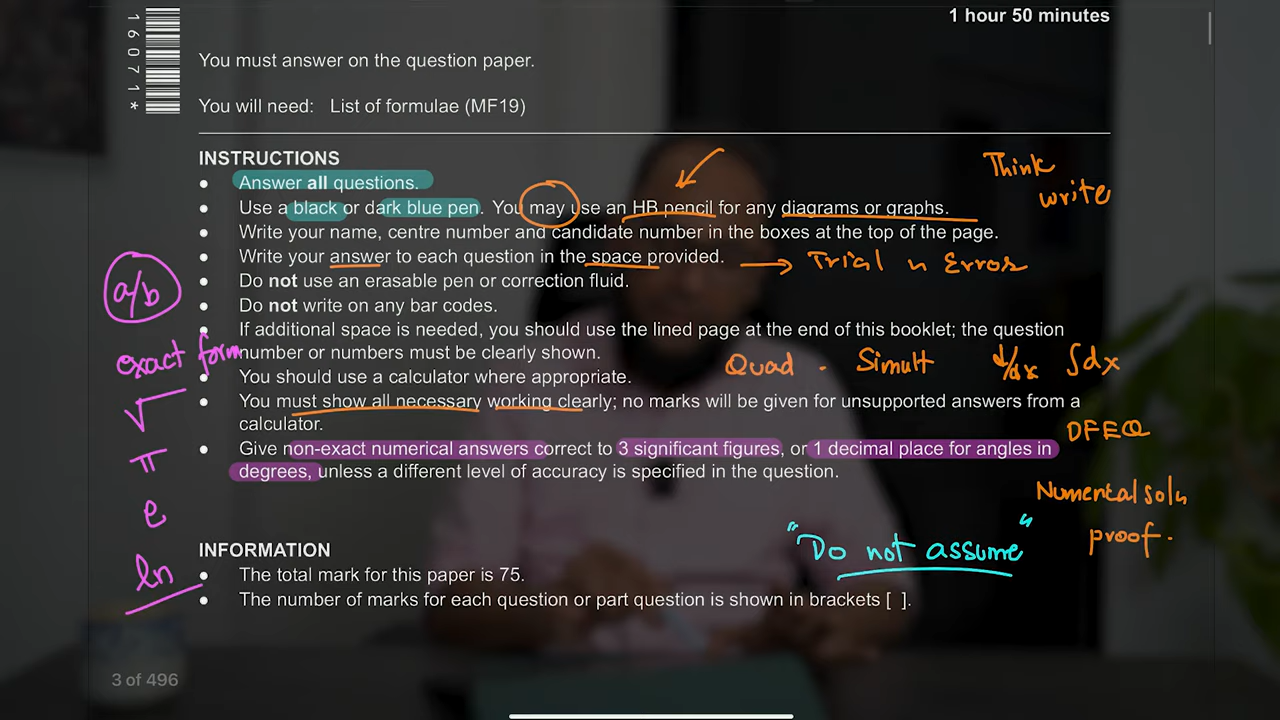 1 hour 50 minutes
16071*
You must answer on the question paper.
You will need: List of formulae (MF19)
INSTRUCTIONS
● Answer all questions.
● Use a black or dark blue pen. You may use an HB pencil for any diagrams or graphs.
● Write your name, centre number and candidate number in the boxes at the top of the page.
● Write your answer to each question in the space provided.
● Do not use an erasable pen or correction fluid.
● Do not write on any bar codes.
● If additional space is needed, you should use the lined page at the end of this booklet; the question
number or numbers must be clearly shown.
● You should use a calculator where appropriate.
● You must show all necessary working clearly; no marks will be given for unsupported answers from a
calculator.
● Give non-exact numerical answers correct to 3 significant figures, or 1 decimal place for angles in
degrees, unless a different level of accuracy is specified in the question.
INFORMATION
● The total mark for this paper is 75.
● The number of marks for each question or part question is shown in brackets [ ].
Think
write
→ Trial n Error
Quad . Simult d/dx ∫dx
DFEQ
Numerical soln
proof.
"Do not assume"
a/b
exact form
√
π
e
ln
3 of 496